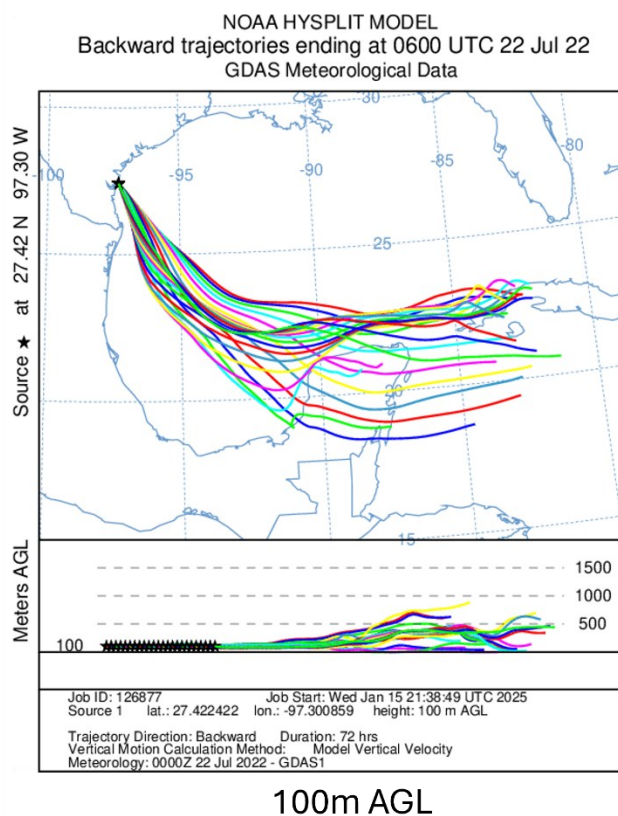 NOAA HYSPLIT MODEL
Backward trajectories ending at 0600 UTC 22 Jul 22
GDAS Meteorological Data
Source ★ at 27.42 N 97.30 W
-100
-95
-90
-85
-80
30
25
15
Meters AGL
1500
1000
500
100
Job ID: 126877 Job Start: Wed Jan 15 21:38:49 UTC 2025
Source 1 lat.: 27.422422 lon.: -97.300859 height: 100 m AGL
Trajectory Direction: Backward Duration: 72 hrs
Vertical Motion Calculation Method: Model Vertical Velocity
Meteorology: 0000Z 22 Jul 2022 - GDAS1
100m AGL